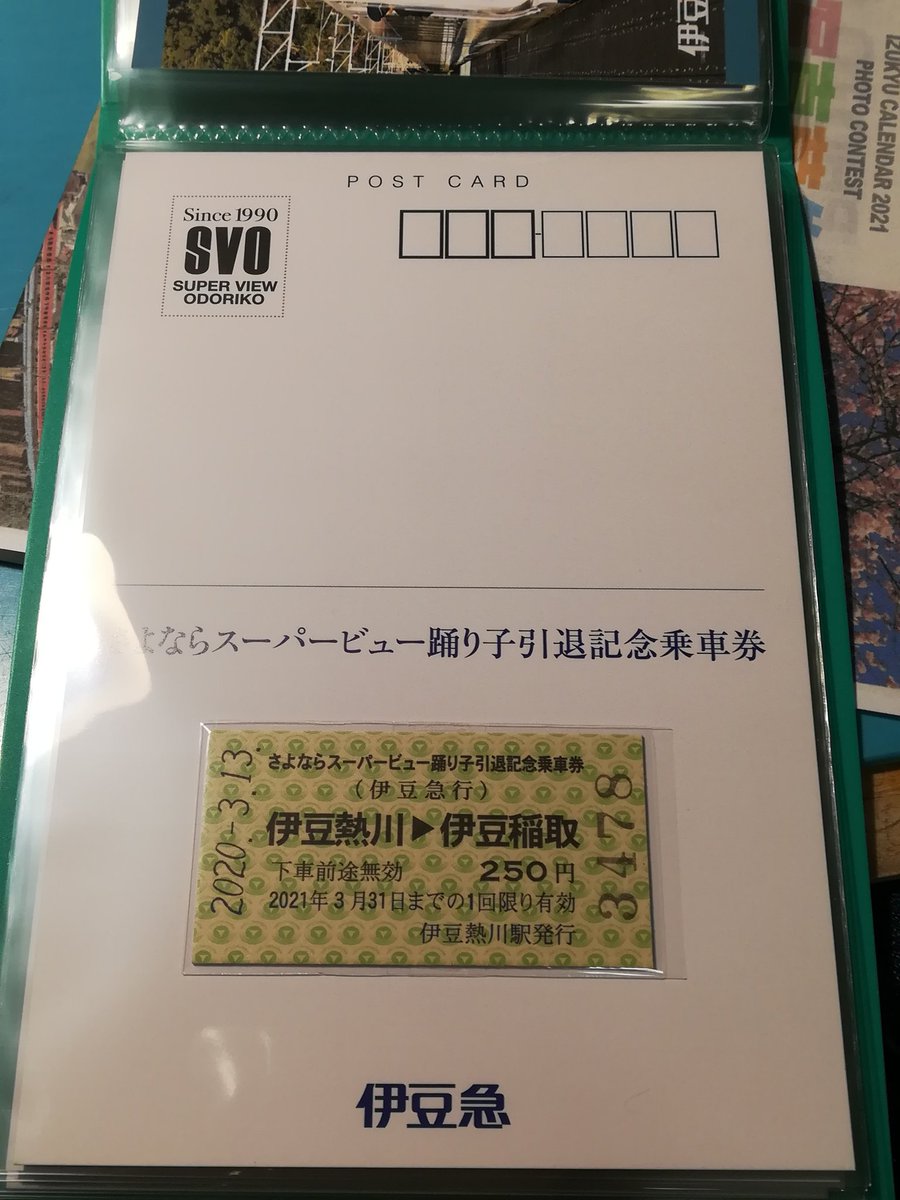 伊豆
IZUKYU CALENDAR 2021
PHOTO CONTEST
POST CARD
Since 1990
SVO
SUPER VIEW
ODORIKO
よならスーパービュー踊り子引退記念乗車券
2020-3.13.
さよならスーパービュー踊り子引退記念乗車券
(伊豆急行)
伊豆熱川▶伊豆稲取
下車前途無効 250円
2021年3月31日までの1回限り有効
伊豆熱川駅発行
3478
伊豆急